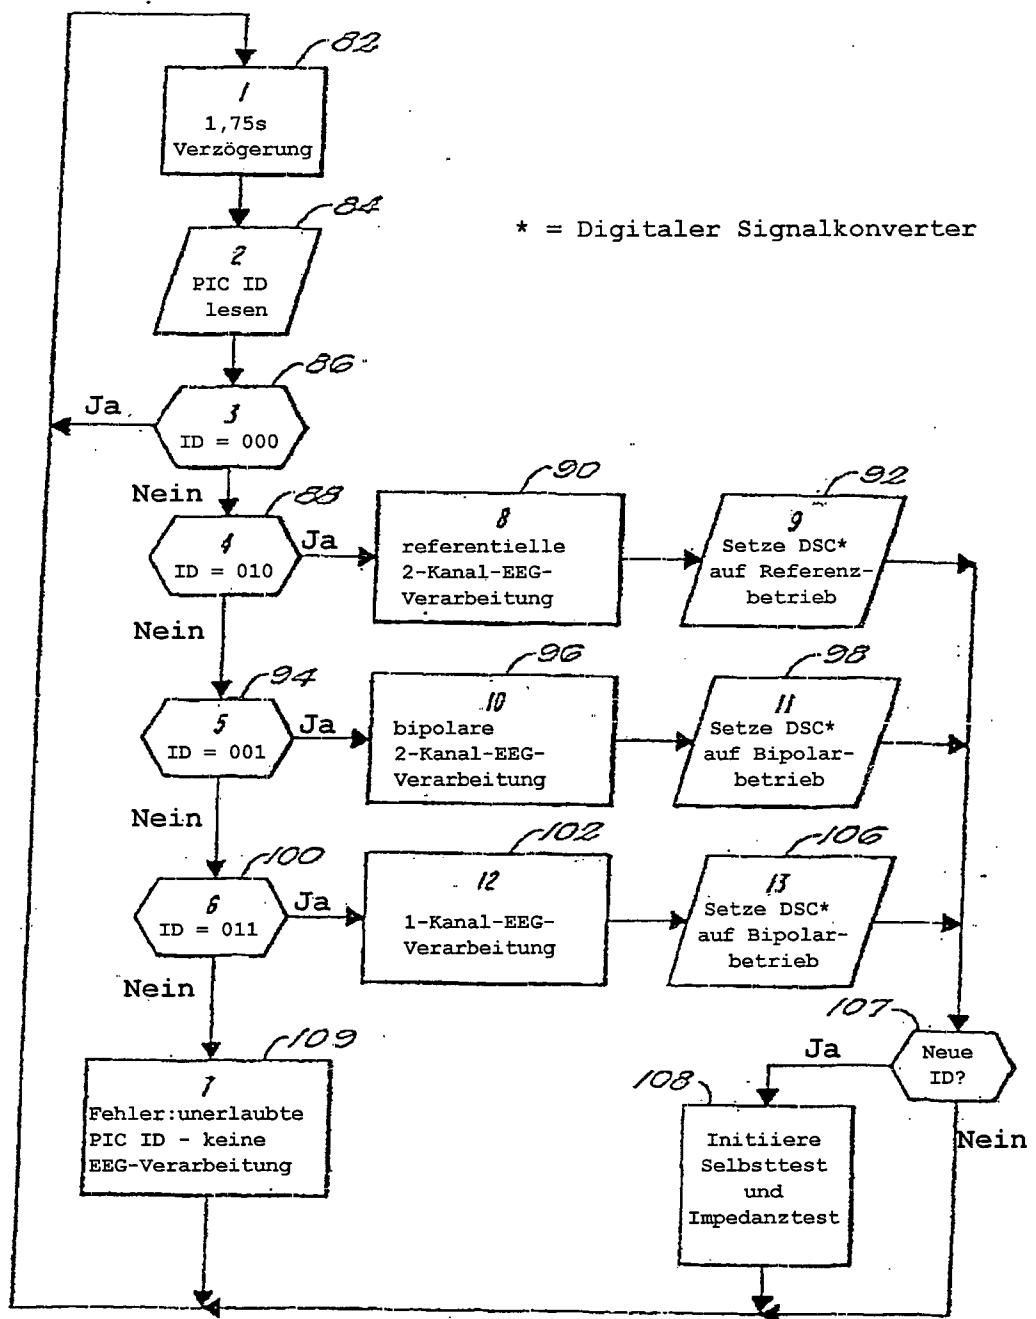 82
1
1,75s
Verzögerung
84
* = Digitaler Signalkonverter
2
PIC ID
lesen
86
Ja
3
ID = 000
Nein
88
4
ID = 010
Ja
90
8
referentielle
2-Kanal-EEG-
Verarbeitung
92
9
Setze DSC*
auf Referenz-
betrieb
Nein
94
5
ID = 001
Ja
96
10
bipolare
2-Kanal-EEG-
Verarbeitung
98
11
Setze DSC*
auf Bipolar-
betrieb
Nein
100
6
ID = 011
Ja
102
12
1-Kanal-EEG-
Verarbeitung
106
13
Setze DSC*
auf Bipolar-
betrieb
Nein
109
7
Fehler:unerlaubte
PIC ID - keine
EEG-Verarbeitung
107
Neue
ID?
Ja
Nein
108
Initiiere
Selbsttest
und
Impedanztest